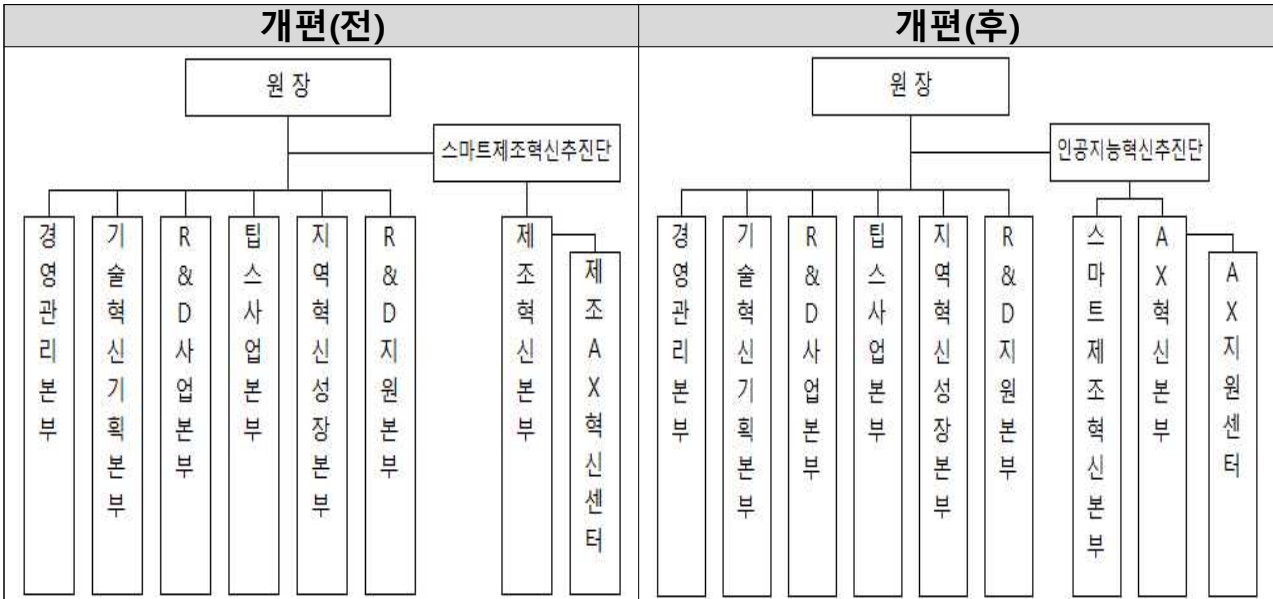 개편(전)
개편(후)
원 장
스마트제조혁신추진단
경영관리본부
기술혁신기획본부
R&D사업본부
팁스사업본부
지역혁신성장본부
R&D지원본부
제조혁신본부
제조AX혁신센터
원 장
인공지능혁신추진단
경영관리본부
기술혁신기획본부
R&D사업본부
팁스사업본부
지역혁신성장본부
R&D지원본부
스마트제조혁신본부
AX혁신본부
AX지원센터